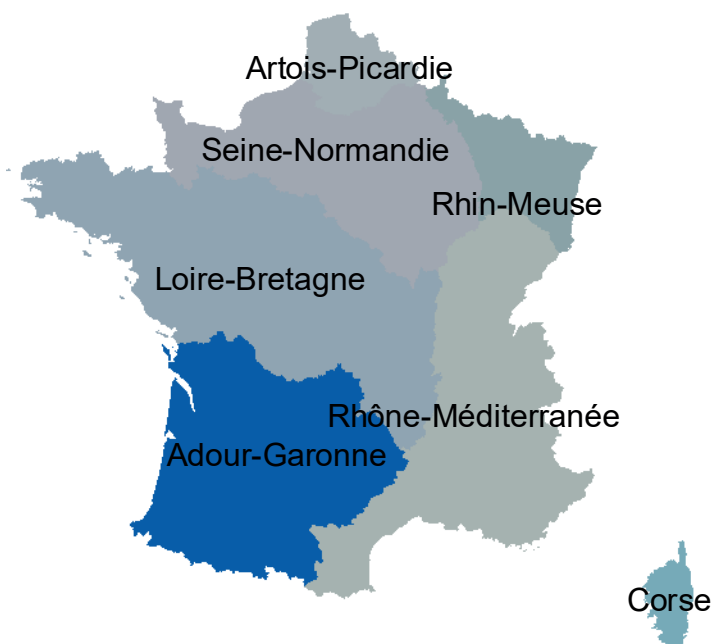 Artois-Picardie
Seine-Normandie
Rhin-Meuse
Loire-Bretagne
Rhône-Méditerranée
Adour-Garonne
Corse